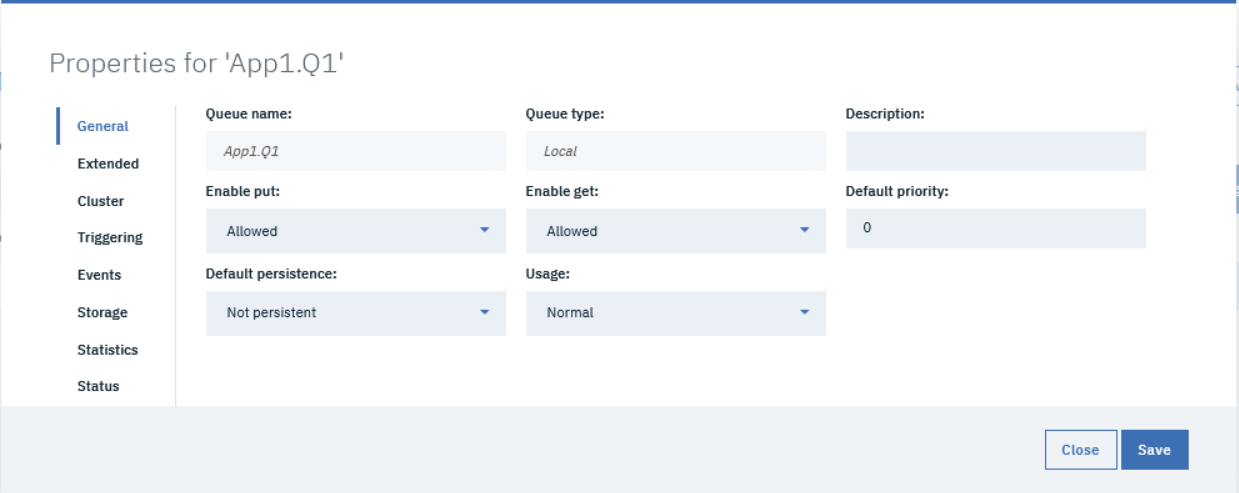 Properties for 'App1.Q1'
General
Extended
Cluster
Triggering
Events
Storage
Statistics
Status
Queue name:
Queue type:
Description:
App1.Q1
Local
Enable put:
Enable get:
Default priority:
Allowed
Allowed
0
Default persistence:
Usage:
Not persistent
Normal
Close
Save